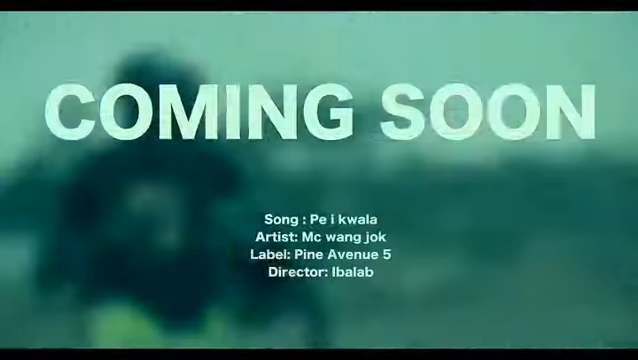 COMING SOON
Song : Pe i kwala
Artist: Mc wang jok
Label: Pine Avenue 5
Director: Ibalab